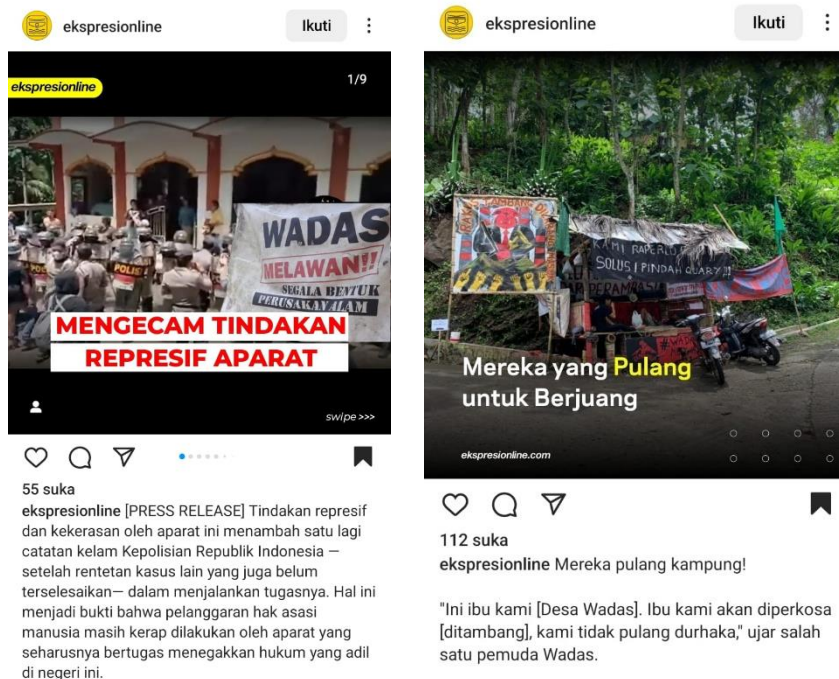 ekspresionline
Ikuti
ekspresionline
1/9
POLISI
POLISI
WADAS
MELAWAN!!
SEGALA BENTUK
PERUSAKAN ALAM
MENGECAM TINDAKAN
REPRESIF APARAT
swipe >>>
55 suka
ekspresionline [PRESS RELEASE] Tindakan represif
dan kekerasan oleh aparat ini menambah satu lagi
catatan kelam Kepolisian Republik Indonesia —
setelah rentetan kasus lain yang juga belum
terselesaikan— dalam menjalankan tugasnya. Hal ini
menjadi bukti bahwa pelanggaran hak asasi
manusia masih kerap dilakukan oleh aparat yang
seharusnya bertugas menegakkan hukum yang adil
di negeri ini.
ekspresionline
Ikuti
KAMI RAPERLU
SOLUSI PINDAH QUARY!!
Mereka yang Pulang
untuk Berjuang
ekspresionline.com
112 suka
ekspresionline Mereka pulang kampung!
"Ini ibu kami [Desa Wadas]. Ibu kami akan diperkosa
[ditambang], kami tidak pulang durhaka," ujar salah
satu pemuda Wadas.